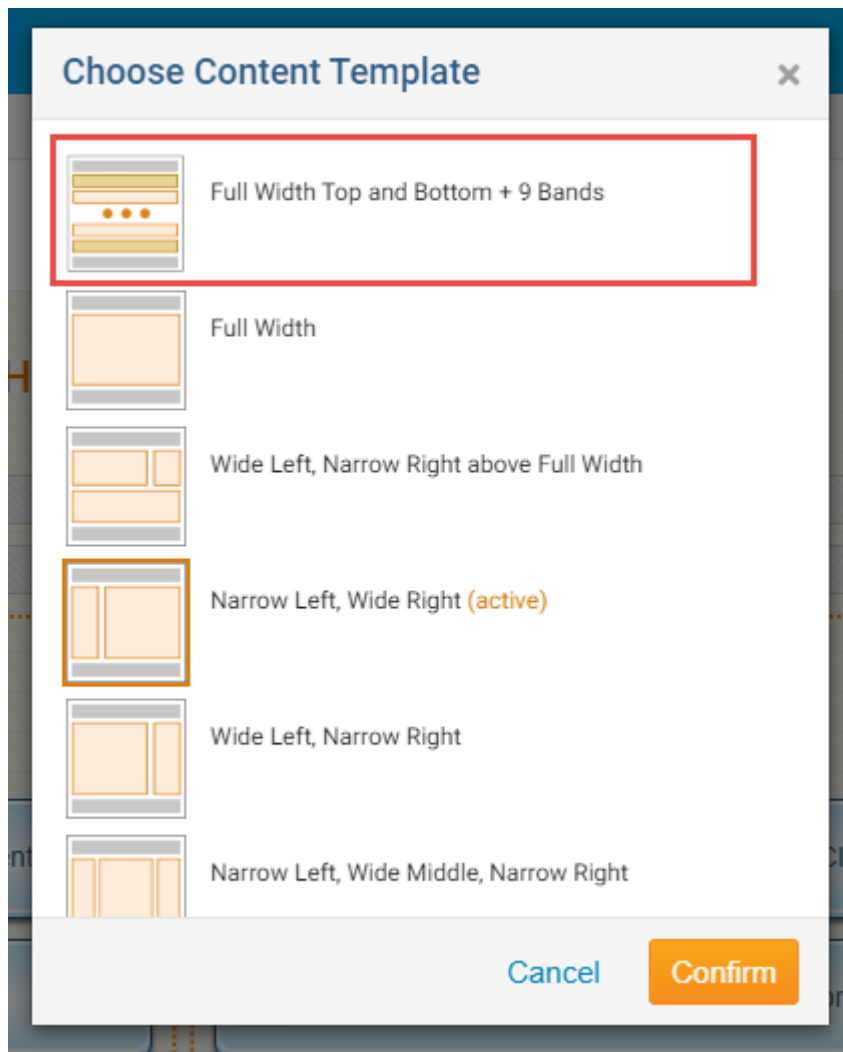 Choose Content Template ×
Full Width Top and Bottom + 9 Bands
Full Width
H
Wide Left, Narrow Right above Full Width
Narrow Left, Wide Right (active)
Wide Left, Narrow Right
ent
Narrow Left, Wide Middle, Narrow Right
Cancel Confirm